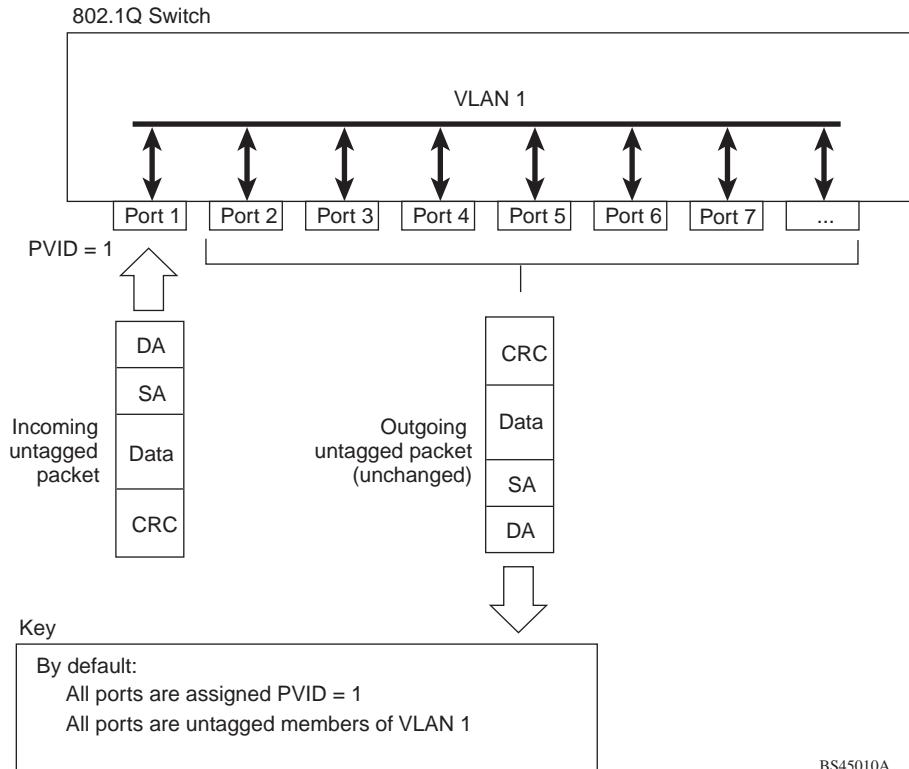 802.1Q Switch
VLAN 1
Port 1
Port 2
Port 3
Port 4
Port 5
Port 6
Port 7
...
PVID = 1
DA
SA
Data
CRC
Incoming
untagged
packet
CRC
Data
SA
DA
Outgoing
untagged packet
(unchanged)
Key
By default:
All ports are assigned PVID = 1
All ports are untagged members of VLAN 1
BS45010A